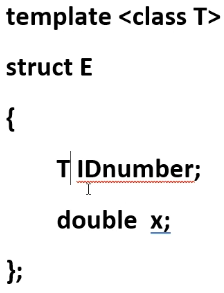 template <class T>
struct E
{
T IDnumber;
double x;
};